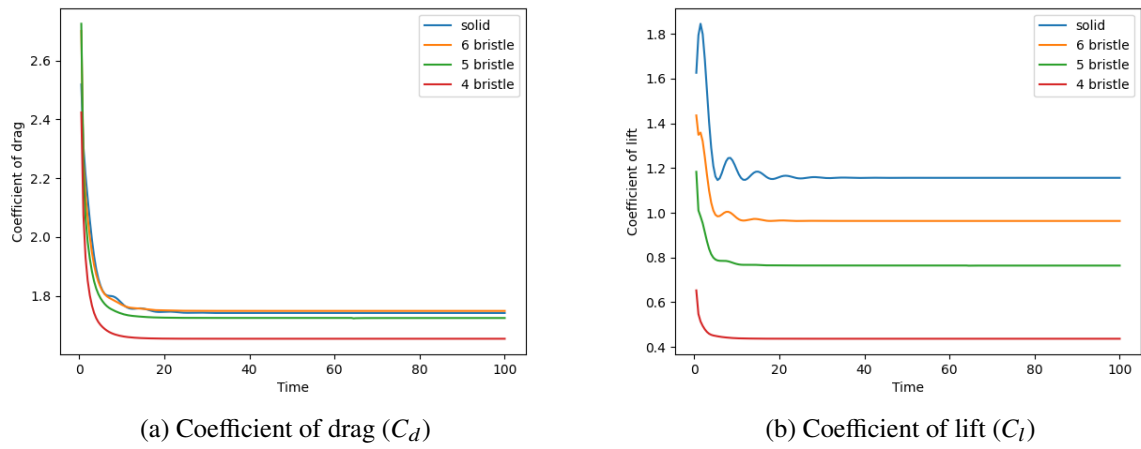 2.6
2.4
2.2
2.0
1.8
Coefficient of drag
0 20 40 60 80 100
Time
solid
6 bristle
5 bristle
4 bristle
(a) Coefficient of drag (C_d)
1.8
1.6
1.4
1.2
1.0
0.8
0.6
0.4
Coefficient of lift
0 20 40 60 80 100
Time
solid
6 bristle
5 bristle
4 bristle
(b) Coefficient of lift (C_l)